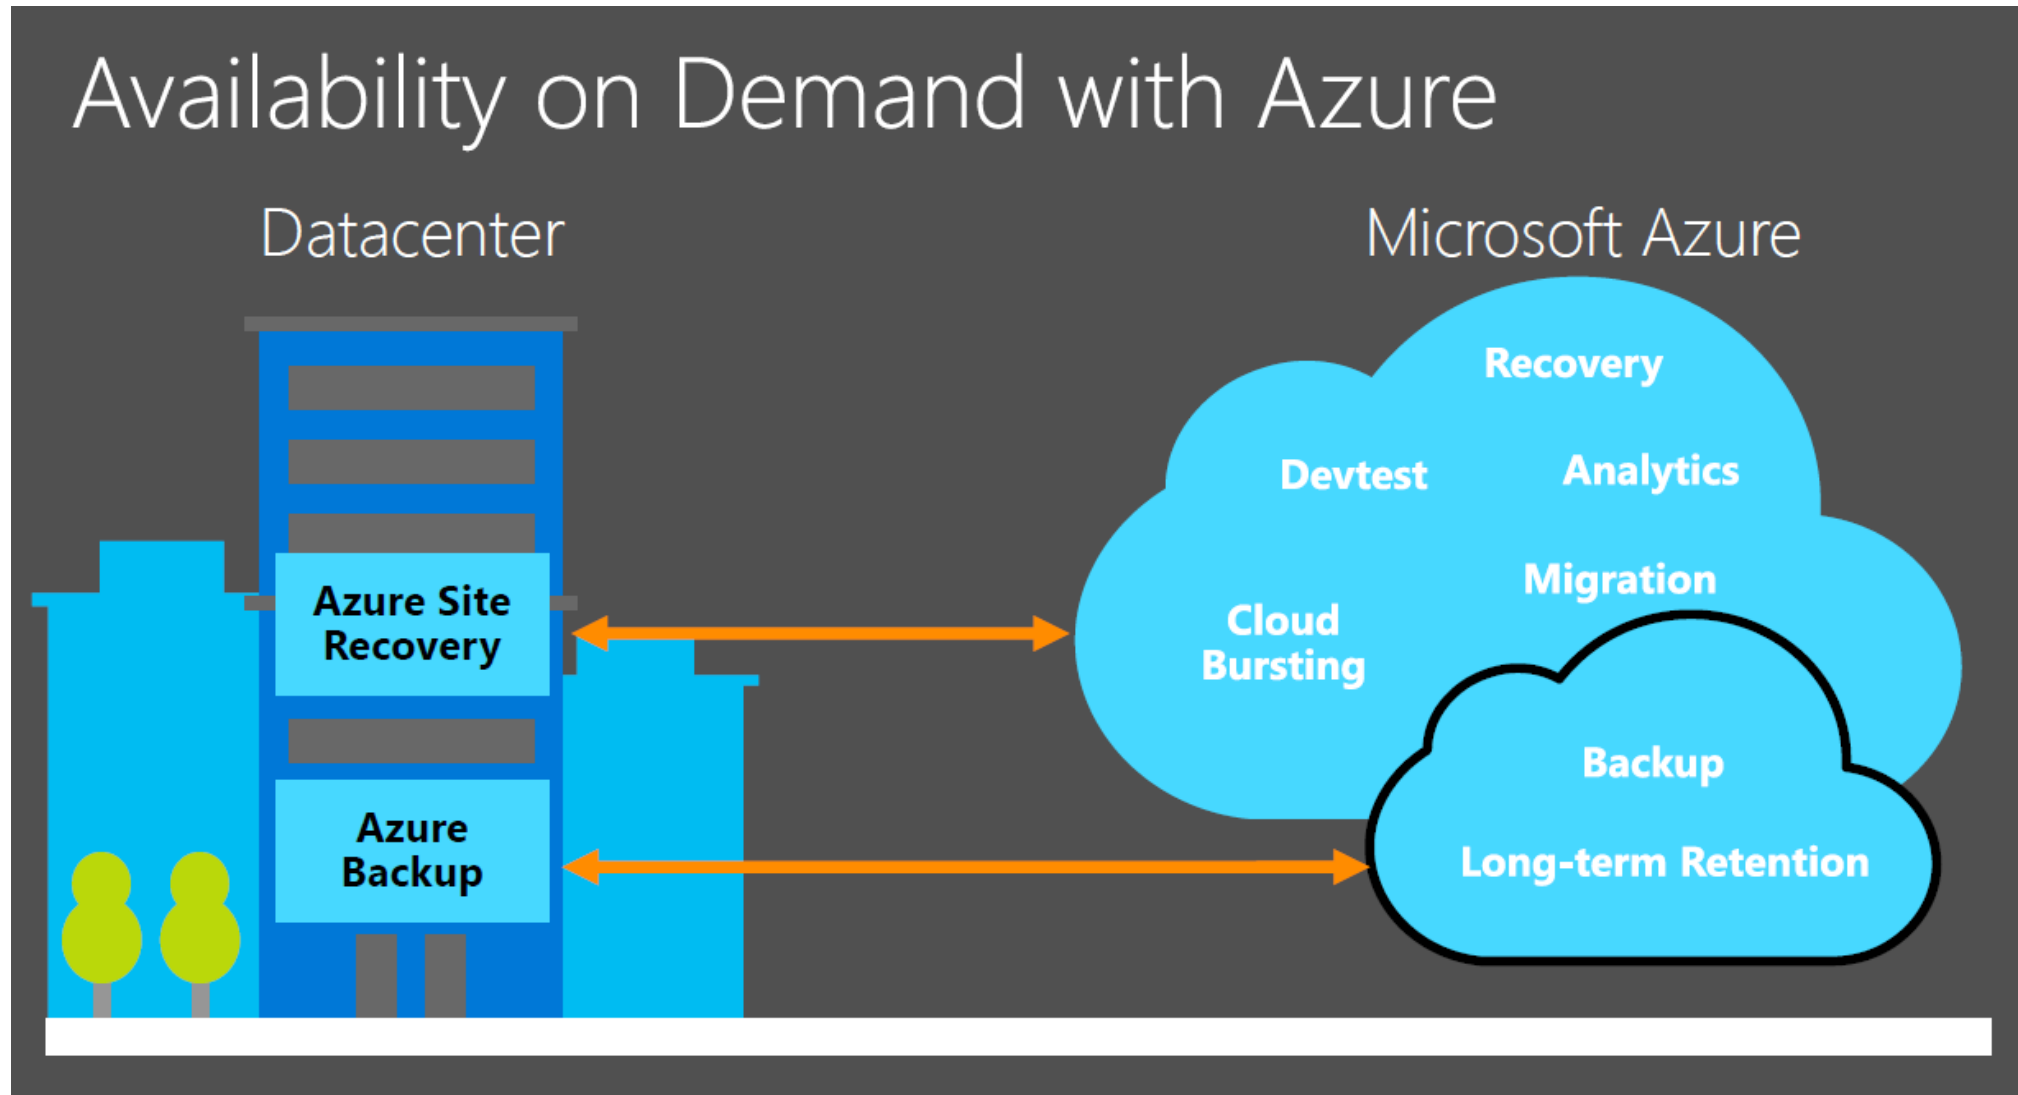 Availability on Demand with Azure
Datacenter
Microsoft Azure
Azure Site
Recovery
Azure
Backup
Recovery
Devtest
Analytics
Migration
Cloud
Bursting
Backup
Long-term Retention